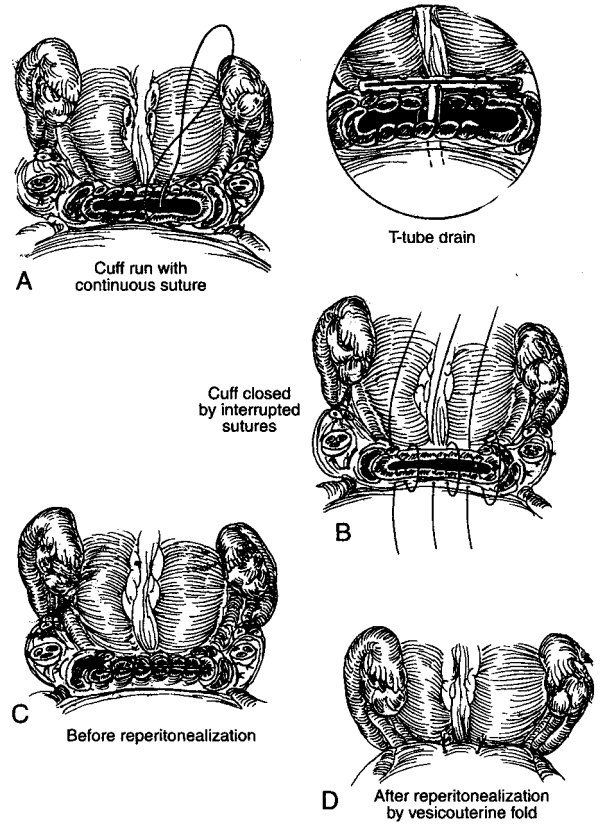 A
Cuff run with
continuous suture
T-tube drain
Cuff closed
by interrupted
sutures
B
C
Before reperitonealization
D
After reperitonealization
by vesicouterine fold